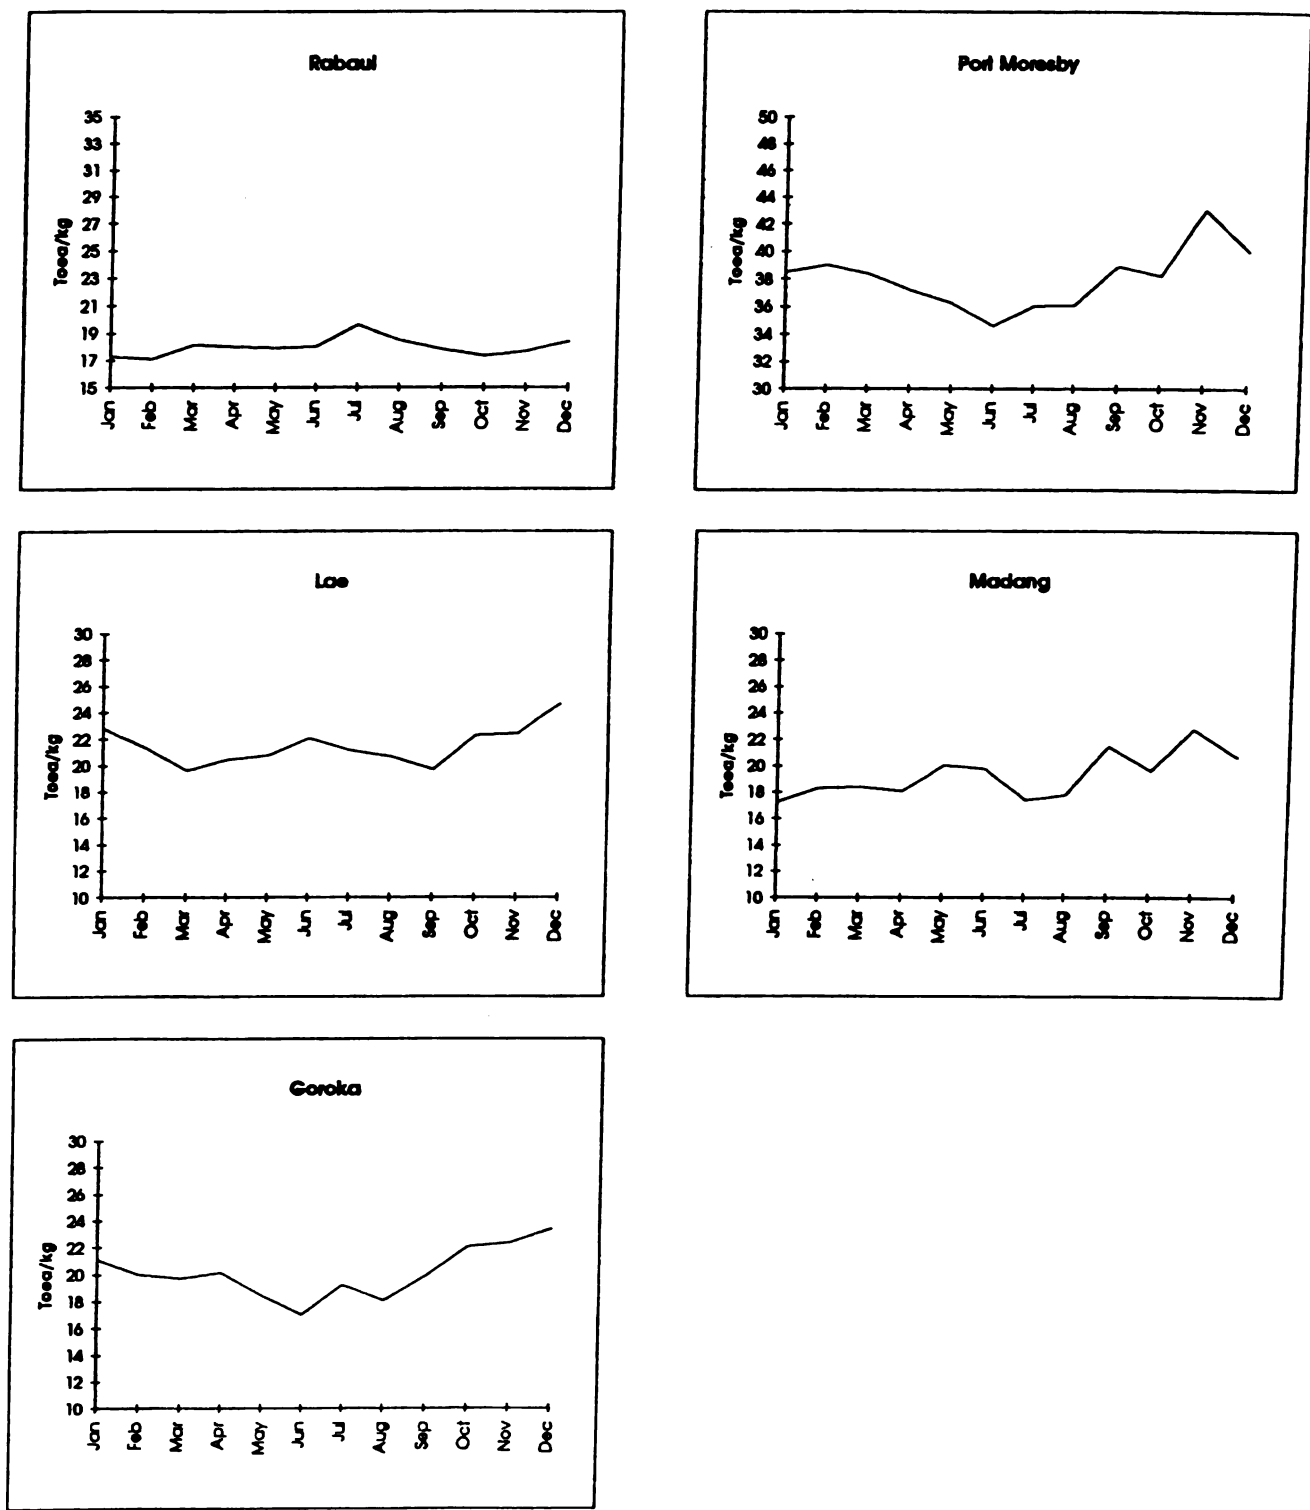 Rabaul
Toea/kg
35
33
31
29
27
25
23
21
19
17
15
Jan
Feb
Mar
Apr
May
Jun
Jul
Aug
Sep
Oct
Nov
Dec
Port Moresby
Toea/kg
50
48
46
44
42
40
38
36
34
32
30
Jan
Feb
Mar
Apr
May
Jun
Jul
Aug
Sep
Oct
Nov
Dec
Lae
Toea/kg
30
28
26
24
22
20
18
16
14
12
10
Jan
Feb
Mar
Apr
May
Jun
Jul
Aug
Sep
Oct
Nov
Dec
Madang
Toea/kg
30
28
26
24
22
20
18
16
14
12
10
Jan
Feb
Mar
Apr
May
Jun
Jul
Aug
Sep
Oct
Nov
Dec
Goroka
Toea/kg
30
28
26
24
22
20
18
16
14
12
10
Jan
Feb
Mar
Apr
May
Jun
Jul
Aug
Sep
Oct
Nov
Dec